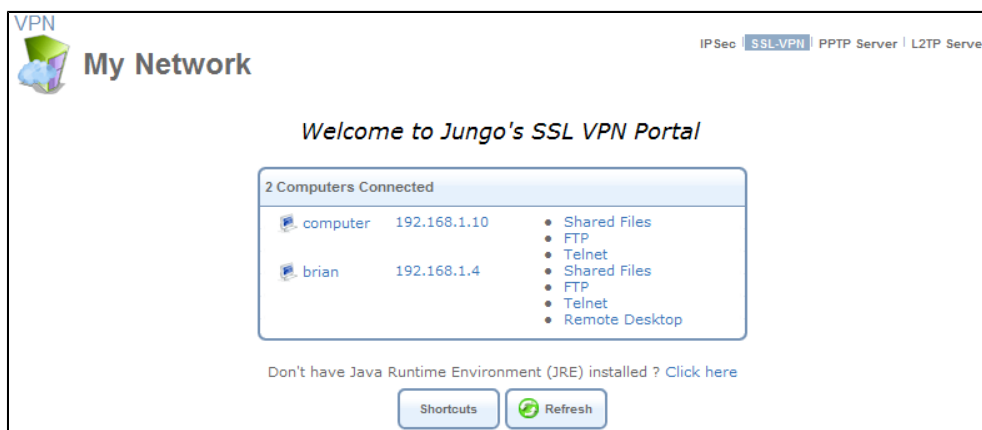 VPN
My Network
IPSec | SSL-VPN | PPTP Server | L2TP Serve
Welcome to Jungo's SSL VPN Portal
2 Computers Connected
computer 192.168.1.10 • Shared Files
• FTP
• Telnet
brian 192.168.1.4 • Shared Files
• FTP
• Telnet
• Remote Desktop
Don't have Java Runtime Environment (JRE) installed ? Click here
Shortcuts Refresh